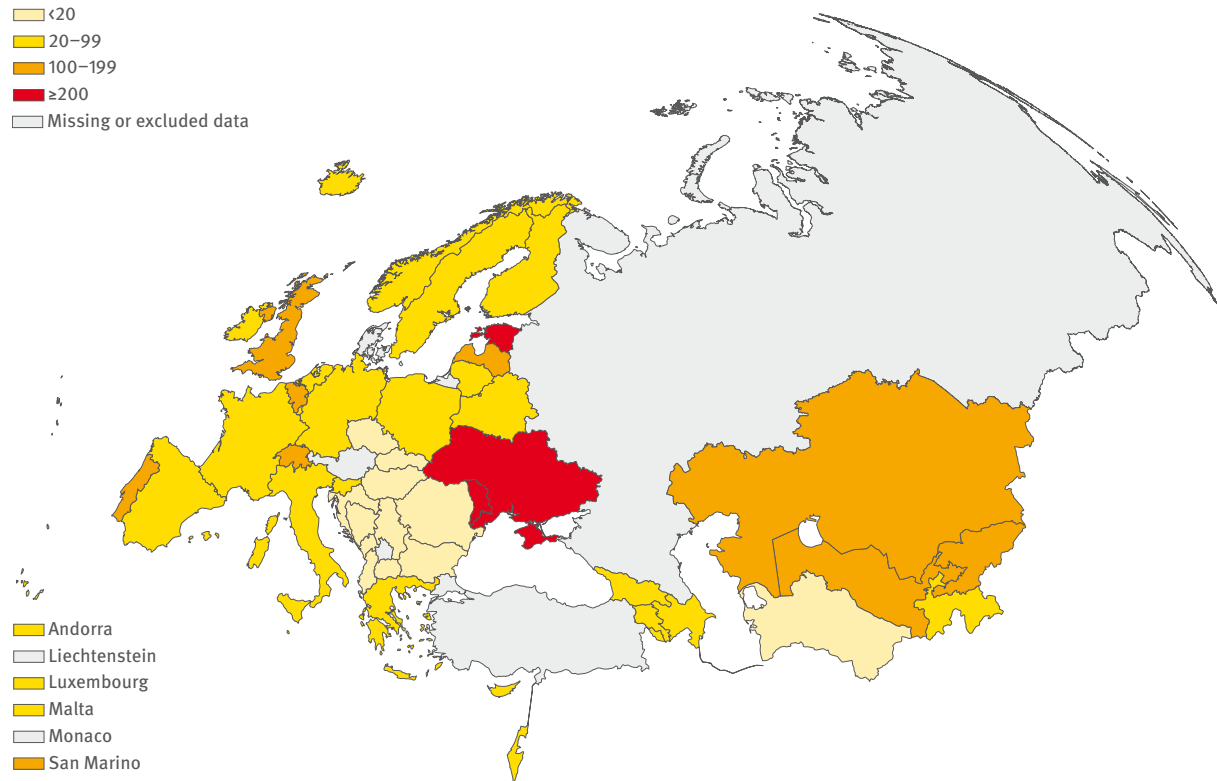 <20
20–99
100–199
≥200
Missing or excluded data
Andorra
Liechtenstein
Luxembourg
Malta
Monaco
San Marino